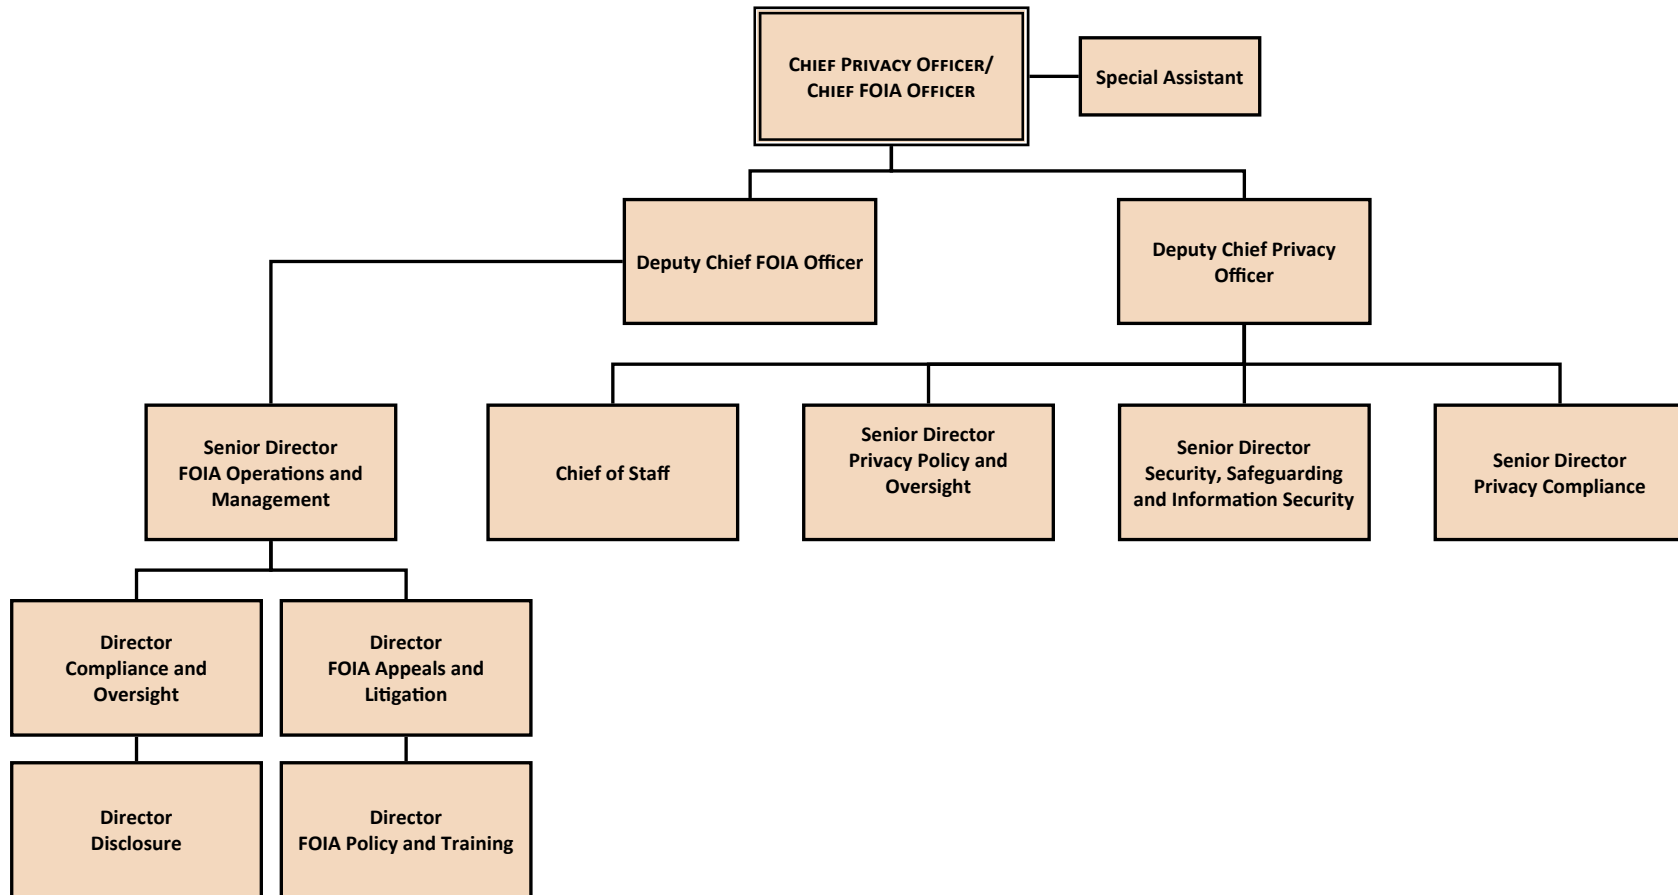 CHIEF PRIVACY OFFICER/
CHIEF FOIA OFFICER
Special Assistant
Deputy Chief FOIA Officer
Deputy Chief Privacy
Officer
Senior Director
FOIA Operations and
Management
Chief of Staff
Senior Director
Privacy Policy and
Oversight
Senior Director
Security, Safeguarding
and Information Security
Senior Director
Privacy Compliance
Director
Compliance and
Oversight
Director
FOIA Appeals and
Litigation
Director
Disclosure
Director
FOIA Policy and Training